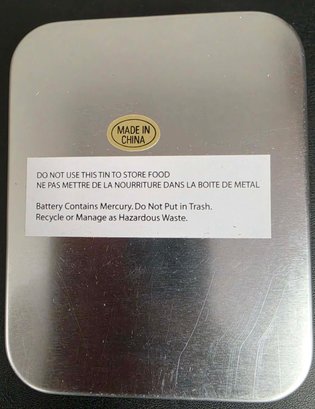 MADE IN
CHINA
DO NOT USE THIS TIN TO STORE FOOD
NE PAS METTRE DE LA NOURRITURE DANS LA BOITE DE METAL
Battery Contains Mercury. Do Not Put in Trash.
Recycle or Manage as Hazardous Waste.